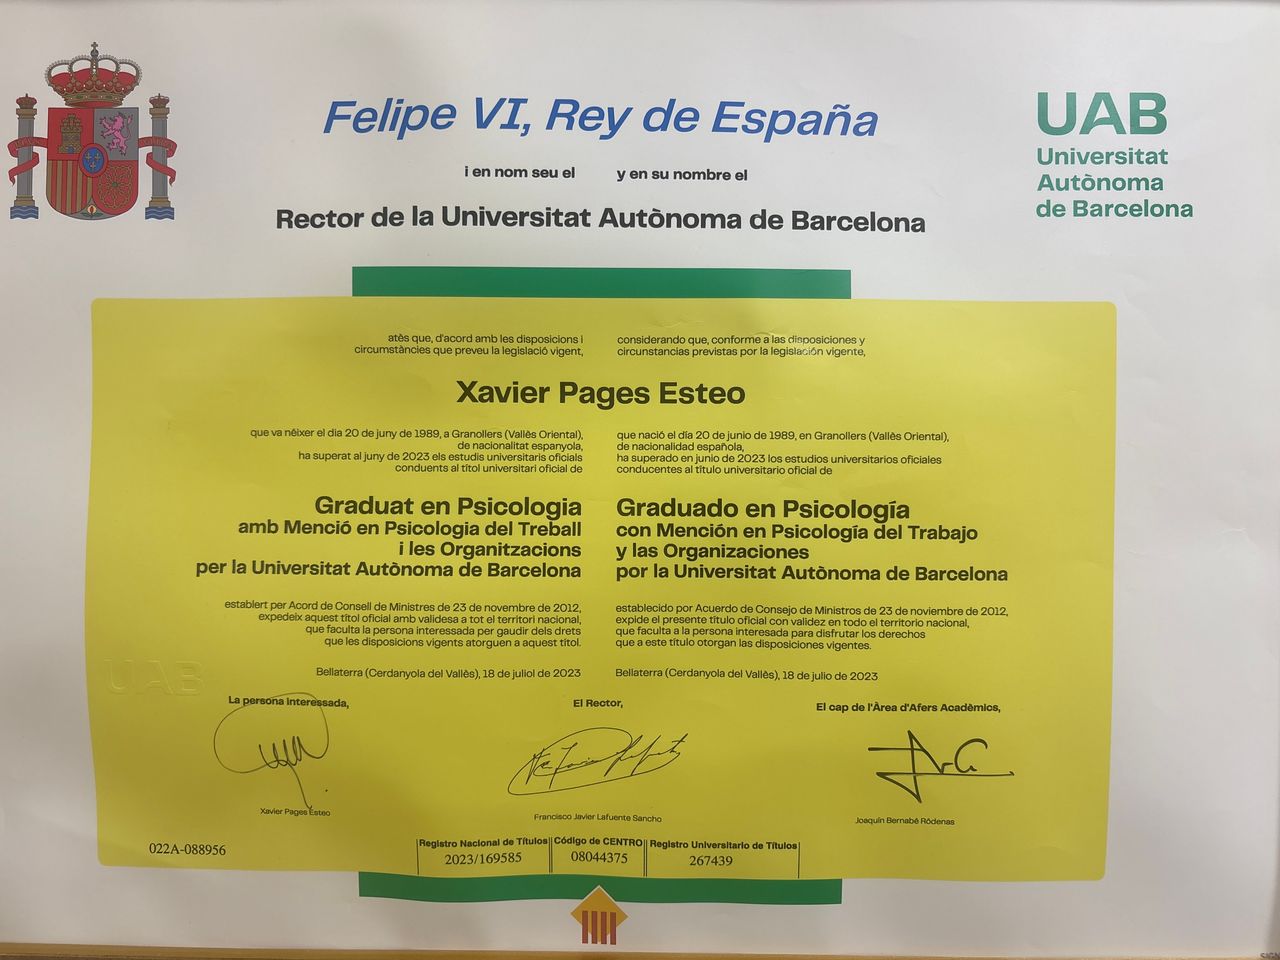 Felipe VI, Rey de España
UAB
Universitat
Autònoma
de Barcelona
i en nom seu el
y en su nombre el
Rector de la Universitat Autònoma de Barcelona
atès que, d'acord amb les disposicions i
circumstàncies que preveu la legislació vigent,
considerando que, conforme a las disposiciones y
circunstancias previstas por la legislación vigente,
Xavier Pages Esteo
que va néixer el dia 20 de juny de 1989, a Granollers (Vallès Oriental),
de nacionalitat espanyola,
ha superat al juny de 2023 els estudis universitaris oficials
conduents al títol universitari oficial de
que nació el día 20 de junio de 1989, en Granollers (Vallès Oriental),
de nacionalidad española,
ha superado en junio de 2023 los estudios universitarios oficiales
conducentes al título universitario oficial de
Graduat en Psicologia
amb Menció en Psicologia del Treball
i les Organitzacions
per la Universitat Autònoma de Barcelona
Graduado en Psicología
con Mención en Psicología del Trabajo
y las Organizaciones
por la Universitat Autònoma de Barcelona
establert per Acord de Consell de Ministres de 23 de novembre de 2012,
expedeix aquest títol oficial amb validesa a tot el territori nacional,
que faculta la persona interessada per gaudir dels drets
que les disposicions vigents atorguen a aquest títol.
establecido por Acuerdo de Consejo de Ministros de 23 de noviembre de 2012,
expide el presente título oficial con validez en todo el territorio nacional,
que faculta a la persona interesada para disfrutar los derechos
que a este título otorgan las disposiciones vigentes.
Bellaterra (Cerdanyola del Vallès), 18 de juliol de 2023
Bellaterra (Cerdanyola del Vallès), 18 de julio de 2023
UAB
La persona interessada,
El Rector,
El cap de l'Àrea d'Afers Acadèmics,
Xavier Pages Esteo
Francisco Javier Lafuente Sancho
Joaquín Bernabé Ródenas
022A-088956
Registro Nacional de Títulos
2023/169585
Código de CENTRO
08044375
Registro Universitario de Títulos
267439